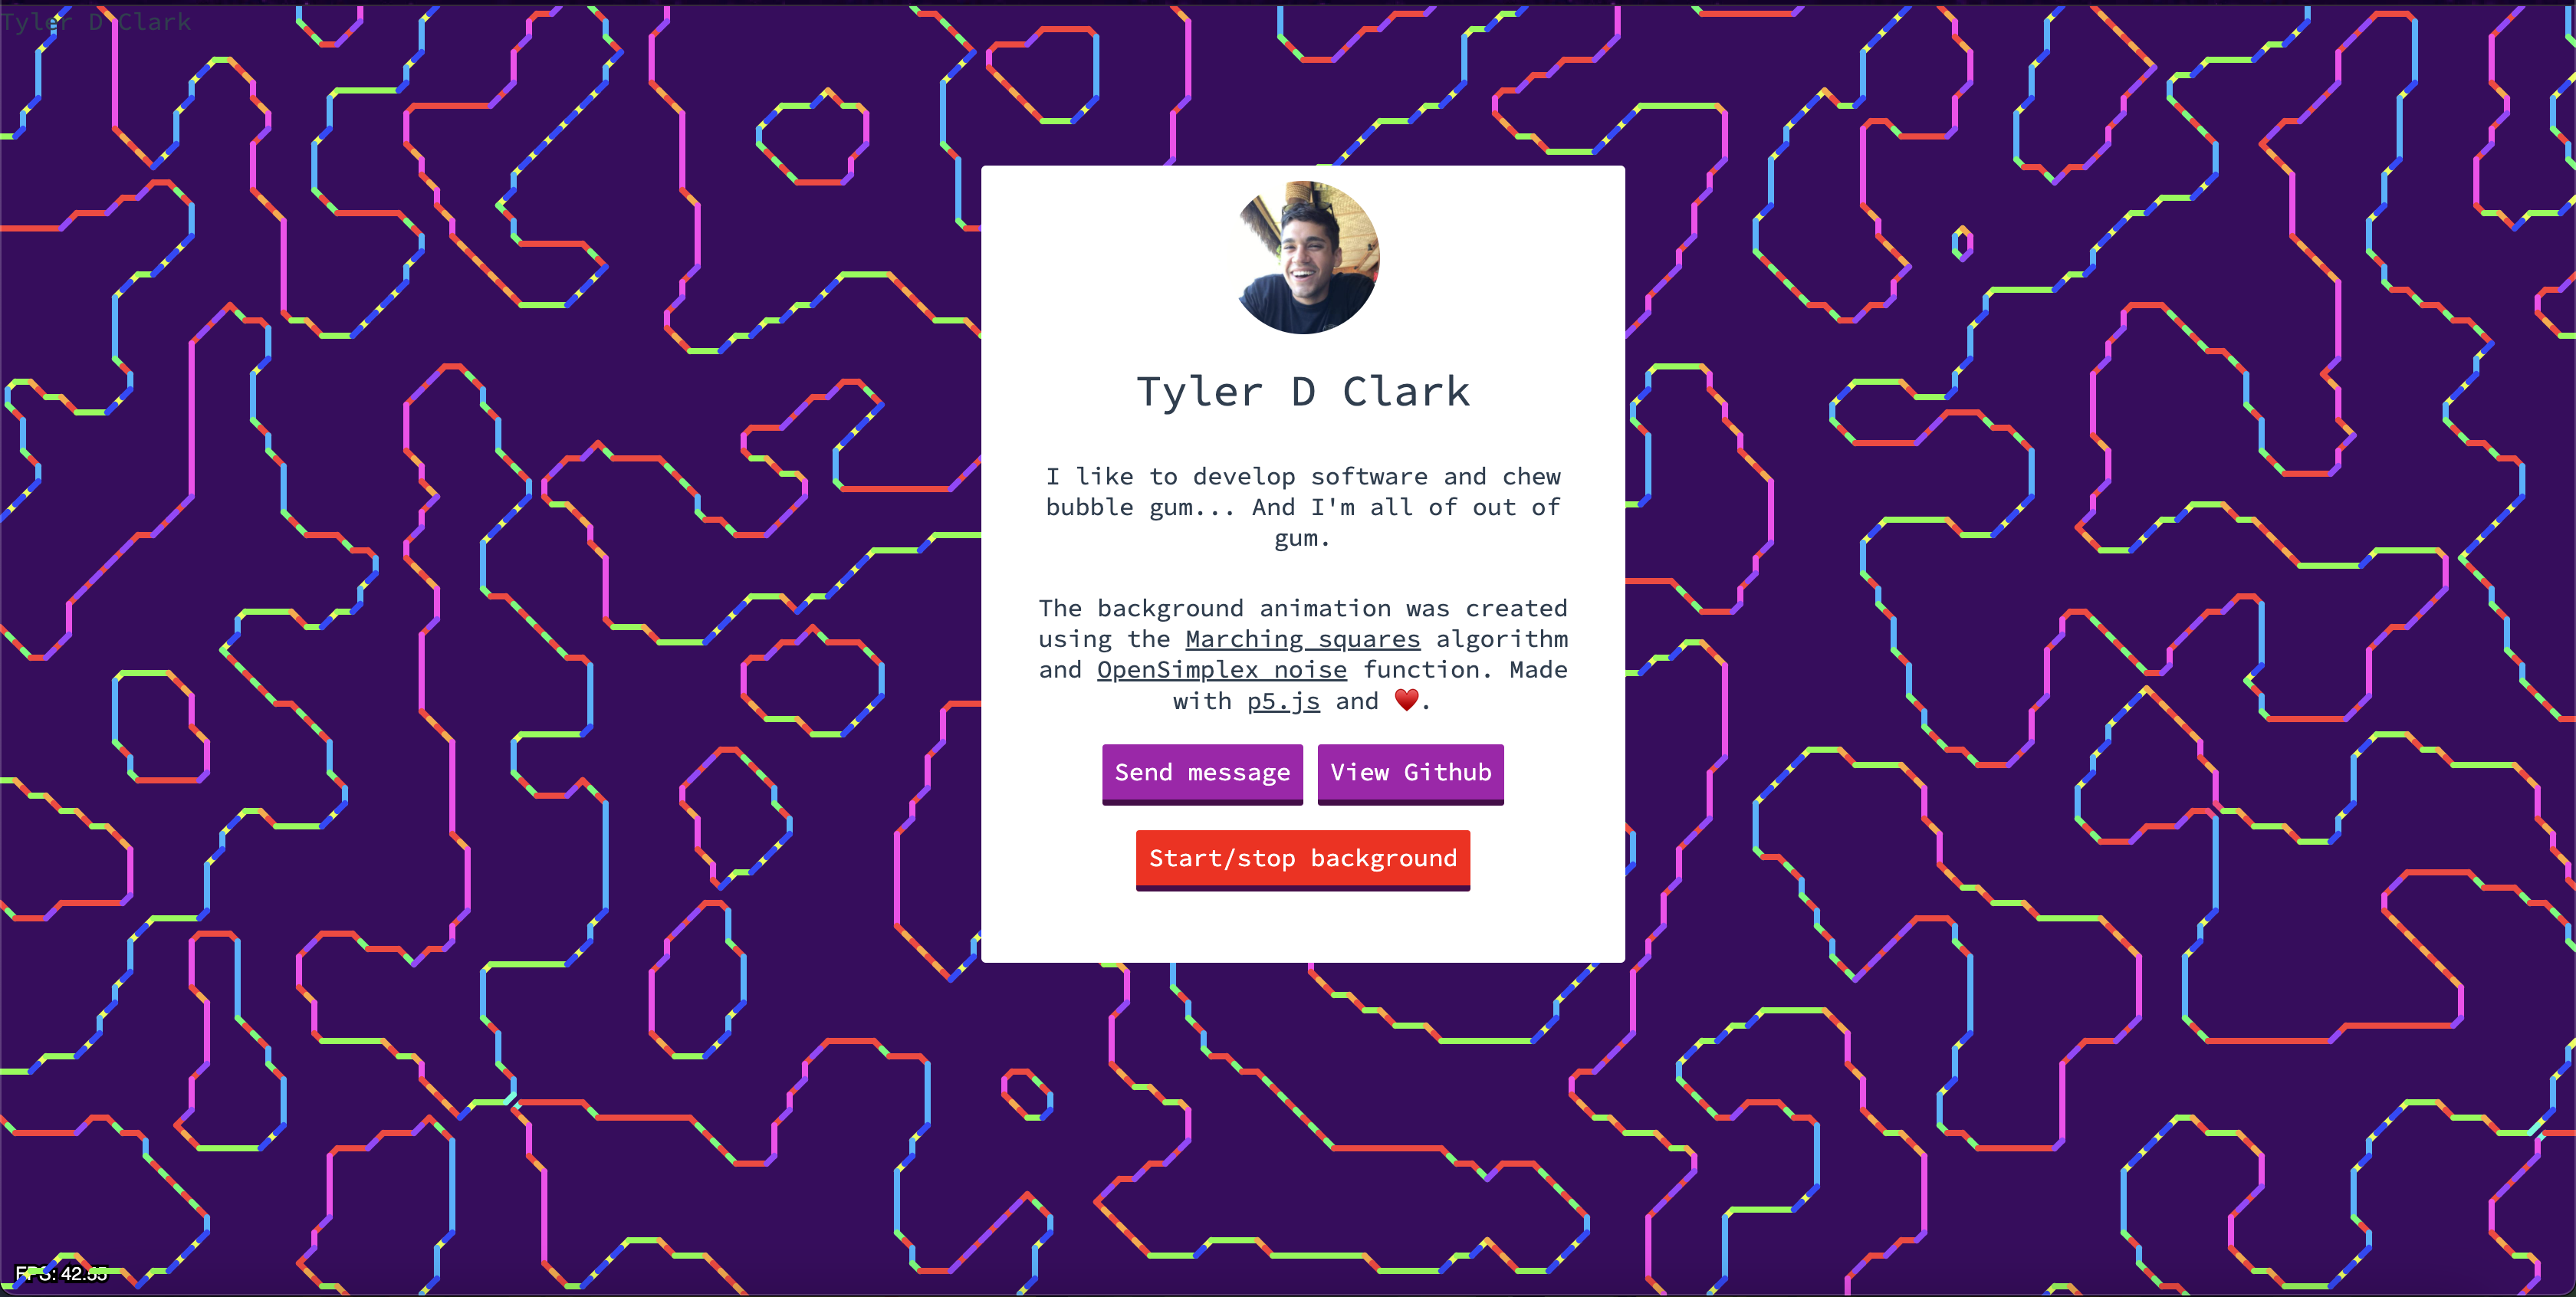 Tyler D Clark
Tyler D Clark
I like to develop software and chew
bubble gum... And I'm all of out of
gum.
The background animation was created
using the Marching squares algorithm
and OpenSimplex noise function. Made
with p5.js and ♥.
Send message View Github
Start/stop background
FPS: 42.55